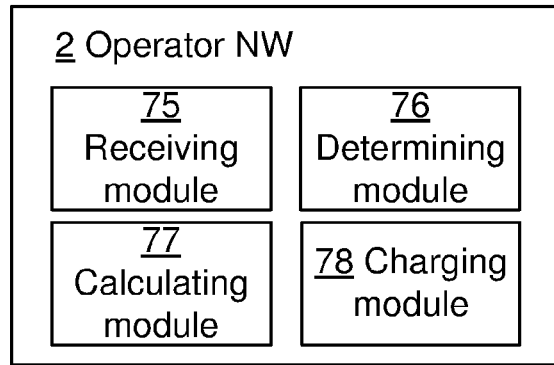 2 Operator NW
75
Receiving
module
76
Determining
module
77
Calculating
module
78 Charging
module